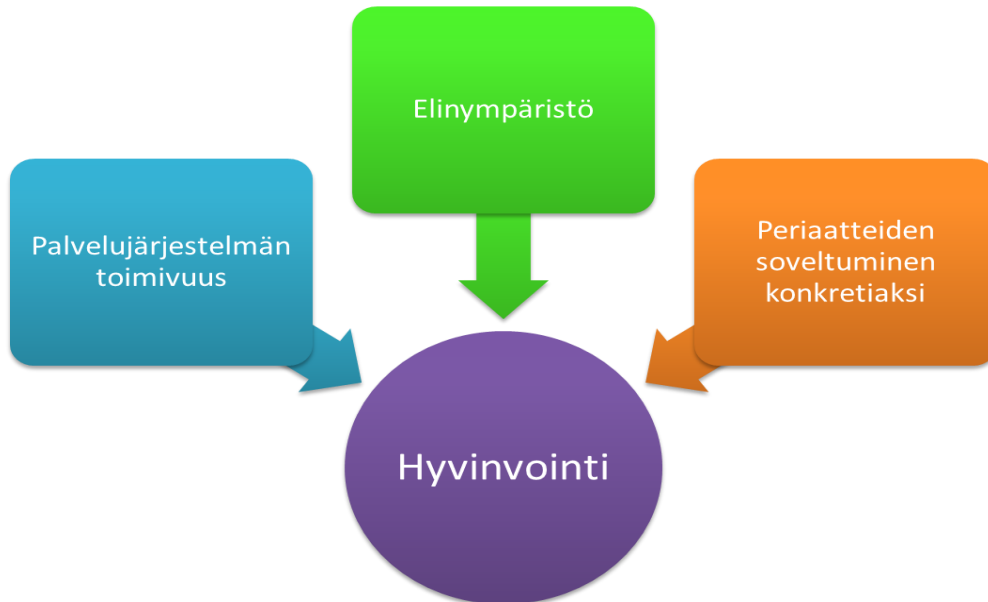 Elinympäristö
Palvelujärjestelmän
toimivuus
Periaatteiden
soveltuminen
konkretiaksi
Hyvinvointi